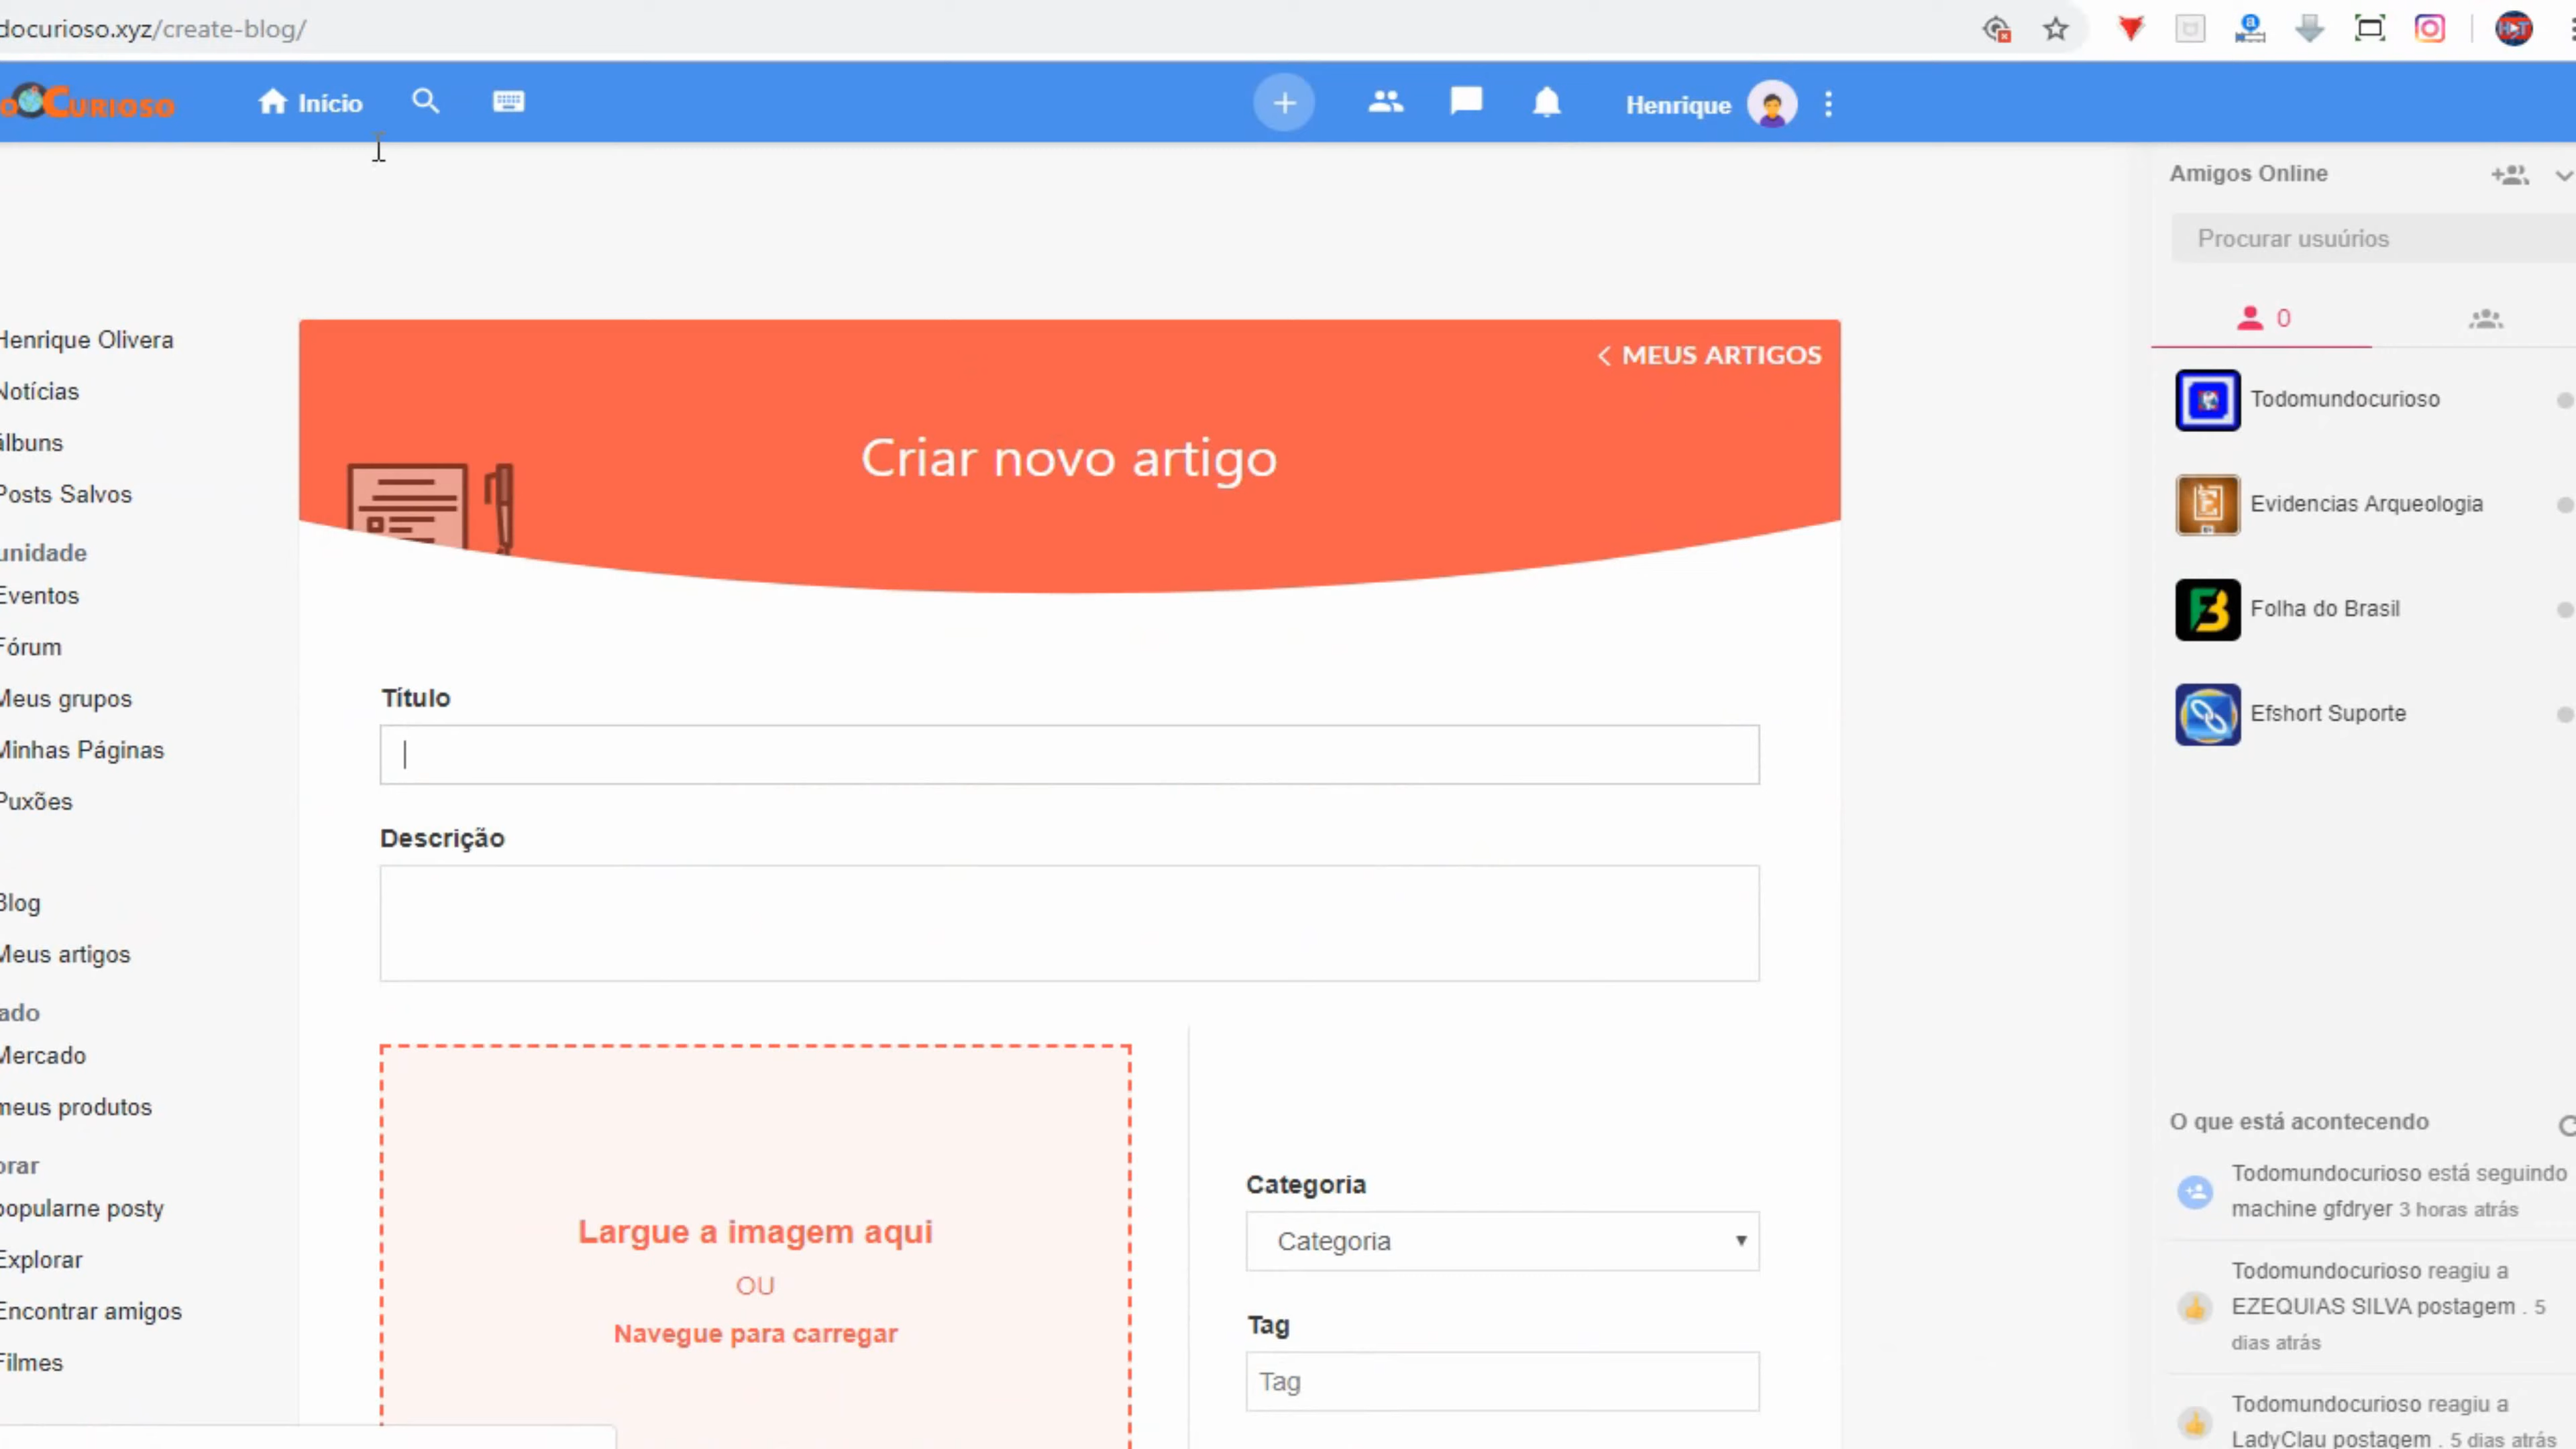 docurioso.xyz/create-blog/
oCurioso
Início
Henrique
Henrique Olivera
Notícias
álbuns
Posts Salvos
unidade
Eventos
Fórum
Meus grupos
Minhas Páginas
Puxões
Blog
Meus artigos
ado
Mercado
meus produtos
orar
popularne posty
Explorar
Encontrar amigos
Filmes
MEUS ARTIGOS
Criar novo artigo
Título
Descrição
Largue a imagem aqui
OU
Navegue para carregar
Categoria
Categoria
Tag
Tag
Amigos Online
Procurar usuúrios
0
Todomundocurioso
Evidencias Arqueologia
Folha do Brasil
Efshort Suporte
O que está acontecendo
Todomundocurioso está seguindo
machine gfdryer 3 horas atrás
Todomundocurioso reagiu a
EZEQUIAS SILVA postagem . 5
dias atrás
Todomundocurioso reagiu a
LadyClau postagem . 5 dias atrás